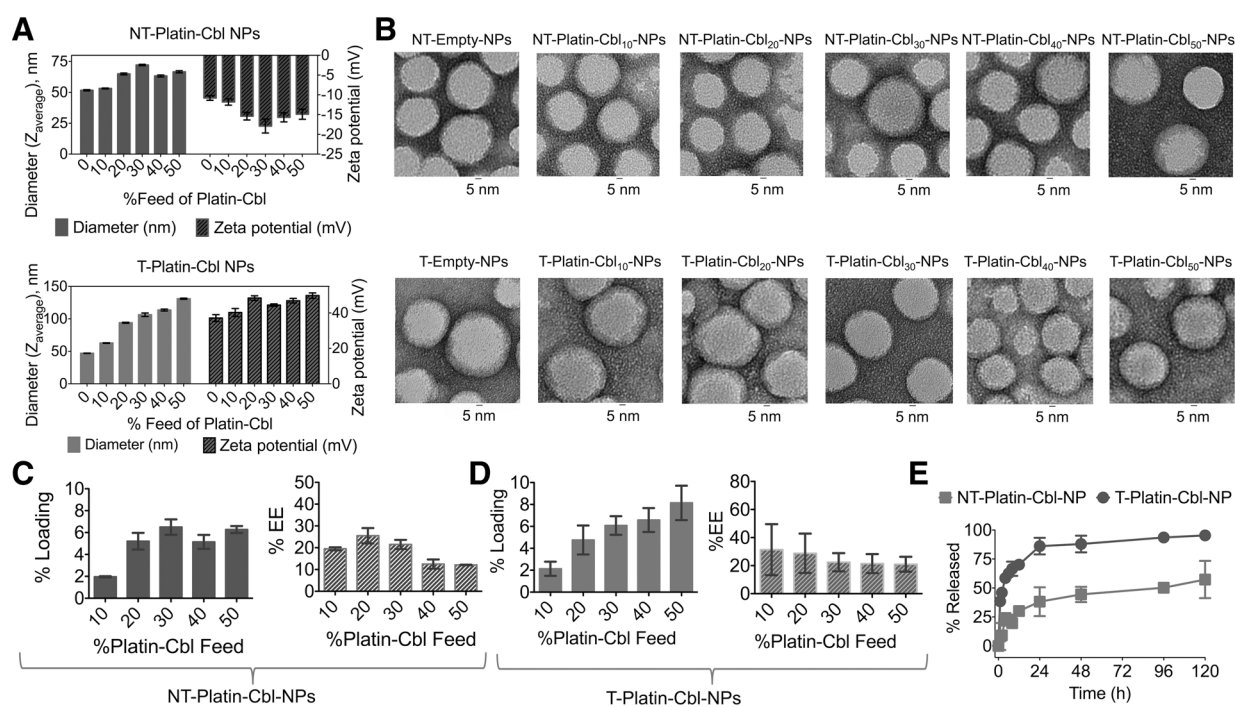 A
NT-Platin-Cbl NPs
Diameter (Zaverage), nm
75
50
25
0
0
-5
-10
-15
-20
-25
Zeta potential (mV)
0 10 20 30 40 50
0 10 20 30 40 50
%Feed of Platin-Cbl
Diameter (nm) Zeta potential (mV)
T-Platin-Cbl NPs
Diameter (Zaverage), nm
150
100
50
0
40
20
0
Zeta potential (mV)
0 10 20 30 40 50
0 10 20 30 40 50
% Feed of Platin-Cbl
Diameter (nm) Zeta potential (mV)
B
NT-Empty-NPs NT-Platin-Cbl10-NPs NT-Platin-Cbl20-NPs NT-Platin-Cbl30-NPs NT-Platin-Cbl40-NPs NT-Platin-Cbl50-NPs
5 nm 5 nm 5 nm 5 nm 5 nm 5 nm
T-Empty-NPs T-Platin-Cbl10-NPs T-Platin-Cbl20-NPs T-Platin-Cbl30-NPs T-Platin-Cbl40-NPs T-Platin-Cbl50-NPs
5 nm 5 nm 5 nm 5 nm 5 nm 5 nm
C
% Loading
10
8
6
4
2
0
10 20 30 40 50
%Platin-Cbl Feed
% EE
50
40
30
20
10
0
10 20 30 40 50
%Platin-Cbl Feed
NT-Platin-Cbl-NPs
D
% Loading
10
8
6
4
2
0
10 20 30 40 50
%Platin-Cbl Feed
%EE
80
60
40
20
0
10 20 30 40 50
%Platin-Cbl Feed
T-Platin-Cbl-NPs
E
NT-Platin-Cbl-NP T-Platin-Cbl-NP
% Released
100
75
50
25
0
0 24 48 72 96 120
Time (h)